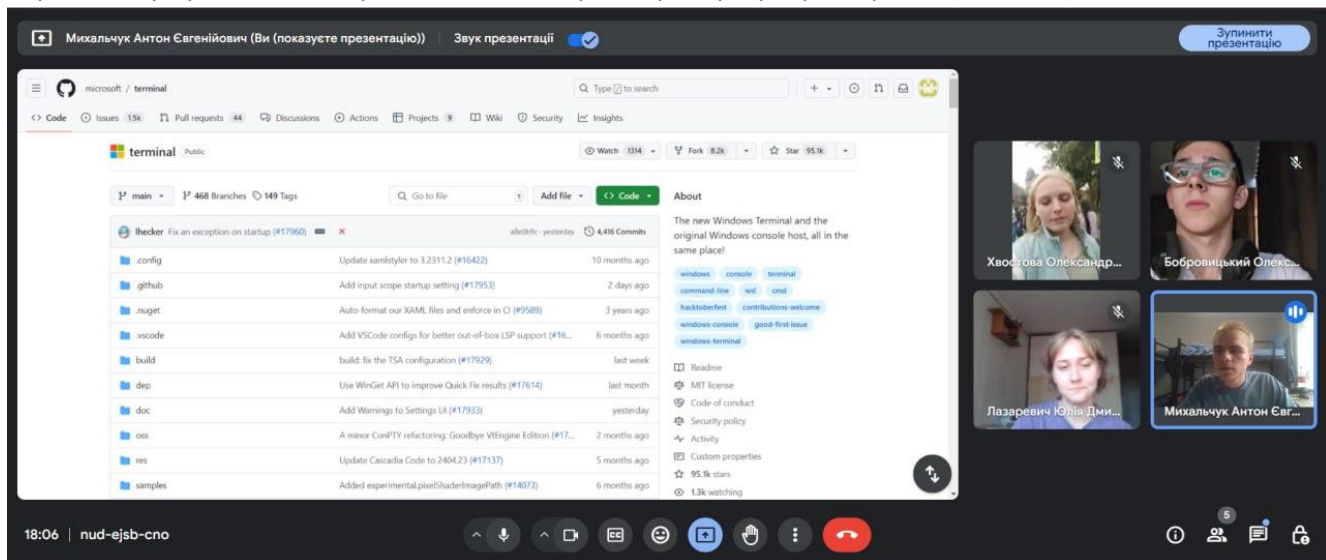 Михальчук Антон Євгенійович (Ви (показуєте презентацію))
Звук презентації
Зупинити
презентацію
microsoft / terminal
Type / to search
Code
Issues 1.5k
Pull requests 44
Discussions
Actions
Projects 9
Wiki
Security
Insights
terminal Public
Watch 1314
Fork 8.2k
Star 95.1k
main
468 Branches
149 Tags
Go to file
t
Add file
Code
lhecker Fix an exception on startup (#17960)
yesterday
4,416 Commits
.config Update xamlstyler to 3.2311.2 (#16422) 10 months ago
.github Add input scope startup setting (#17953) 2 days ago
.nuget Auto-format our XAML files and enforce in CI (#9589) 3 years ago
.vscode Add VSCode configs for better out-of-box LSP support (#16... 6 months ago
build build: fix the TSA configuration (#17929) last week
dep Use WinGet API to improve Quick Fix results (#17614) last month
doc Add Warnings to Settings UI (#17933) yesterday
oss A minor ConPTY refactoring: Goodbye VtEngine Edition (#17... 2 months ago
res Update Cascadia Code to 2404.23 (#17137) 5 months ago
samples Added experimental.pixelShaderImagePath (#14073) 6 months ago
About
The new Windows Terminal and the
original Windows console host, all in the
same place!
windows console terminal
command-line wsl cmd
hacktoberfest contributions-welcome
windows-console good-first-issue
windows-terminal
Readme
MIT license
Code of conduct
Security policy
Activity
Custom properties
95.1k stars
1.3k watching
Хвостова Олександр...
Бобровицький Олекс...
Лазаревич Юлія Дми...
Михальчук Антон Євг...
18:06 | nud-ejsb-cno
5